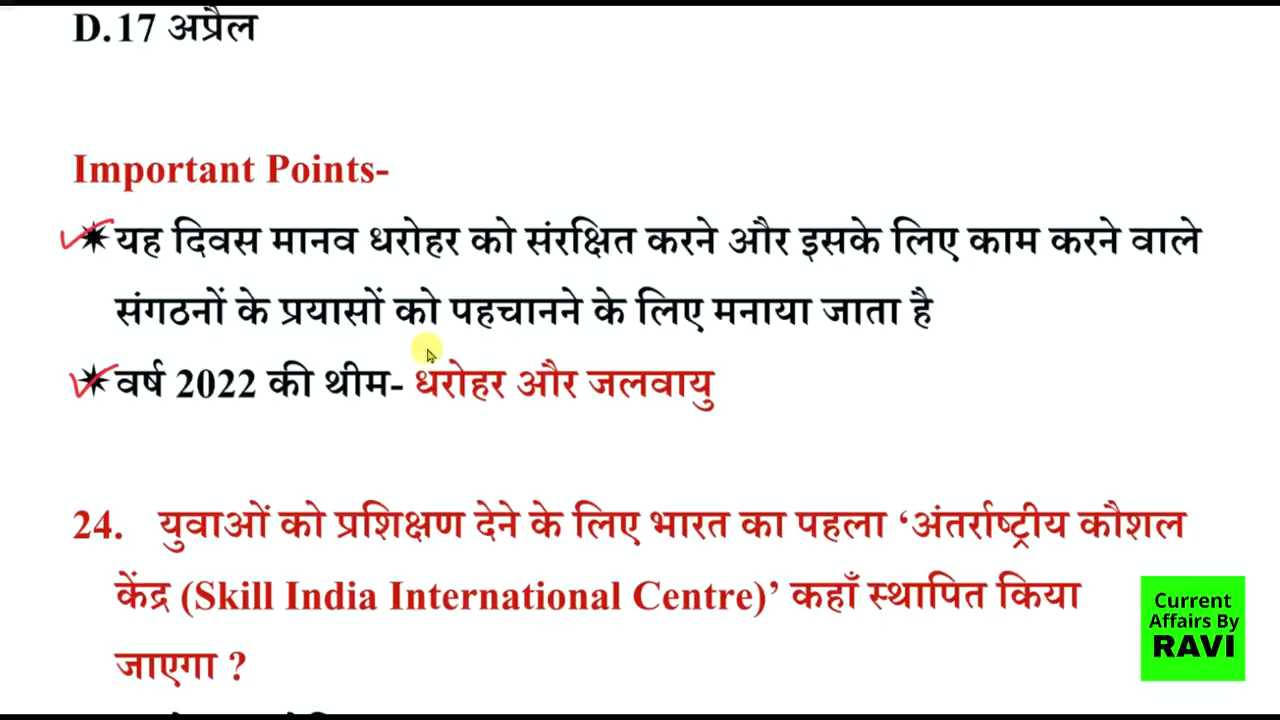 D.17 अप्रैल
Important Points-
✷ यह दिवस मानव धरोहर को संरक्षित करने और इसके लिए काम करने वाले
संगठनों के प्रयासों को पहचानने के लिए मनाया जाता है
✷ वर्ष 2022 की थीम- धरोहर और जलवायु
24. युवाओं को प्रशिक्षण देने के लिए भारत का पहला ‘अंतर्राष्ट्रीय कौशल
केंद्र (Skill India International Centre)’ कहाँ स्थापित किया
जाएगा ?
Current
Affairs By
RAVI